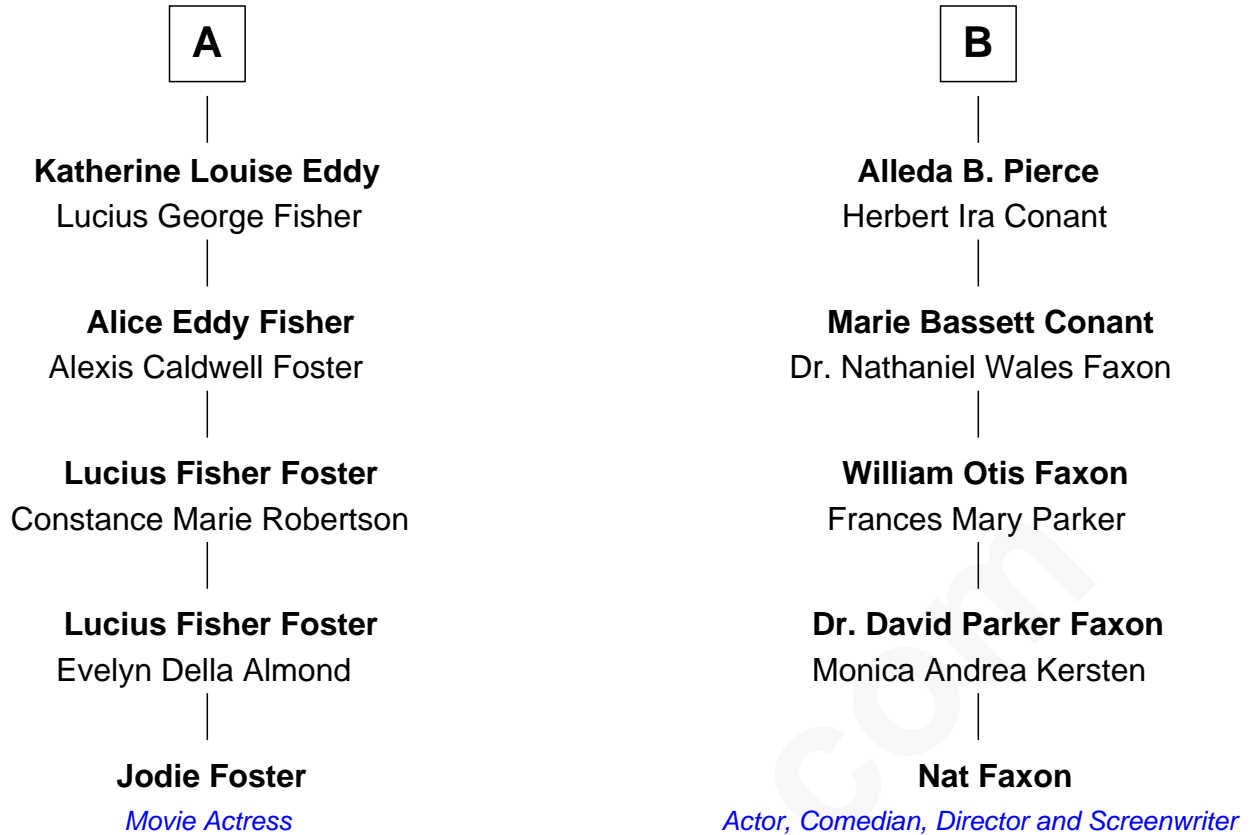 A
Katherine Louise Eddy
Lucius George Fisher
Alice Eddy Fisher
Alexis Caldwell Foster
Lucius Fisher Foster
Constance Marie Robertson
Lucius Fisher Foster
Evelyn Della Almond
Jodie Foster
Movie Actress
B
Alleda B. Pierce
Herbert Ira Conant
Marie Bassett Conant
Dr. Nathaniel Wales Faxon
William Otis Faxon
Frances Mary Parker
Dr. David Parker Faxon
Monica Andrea Kersten
Nat Faxon
Actor, Comedian, Director and Screenwriter
com